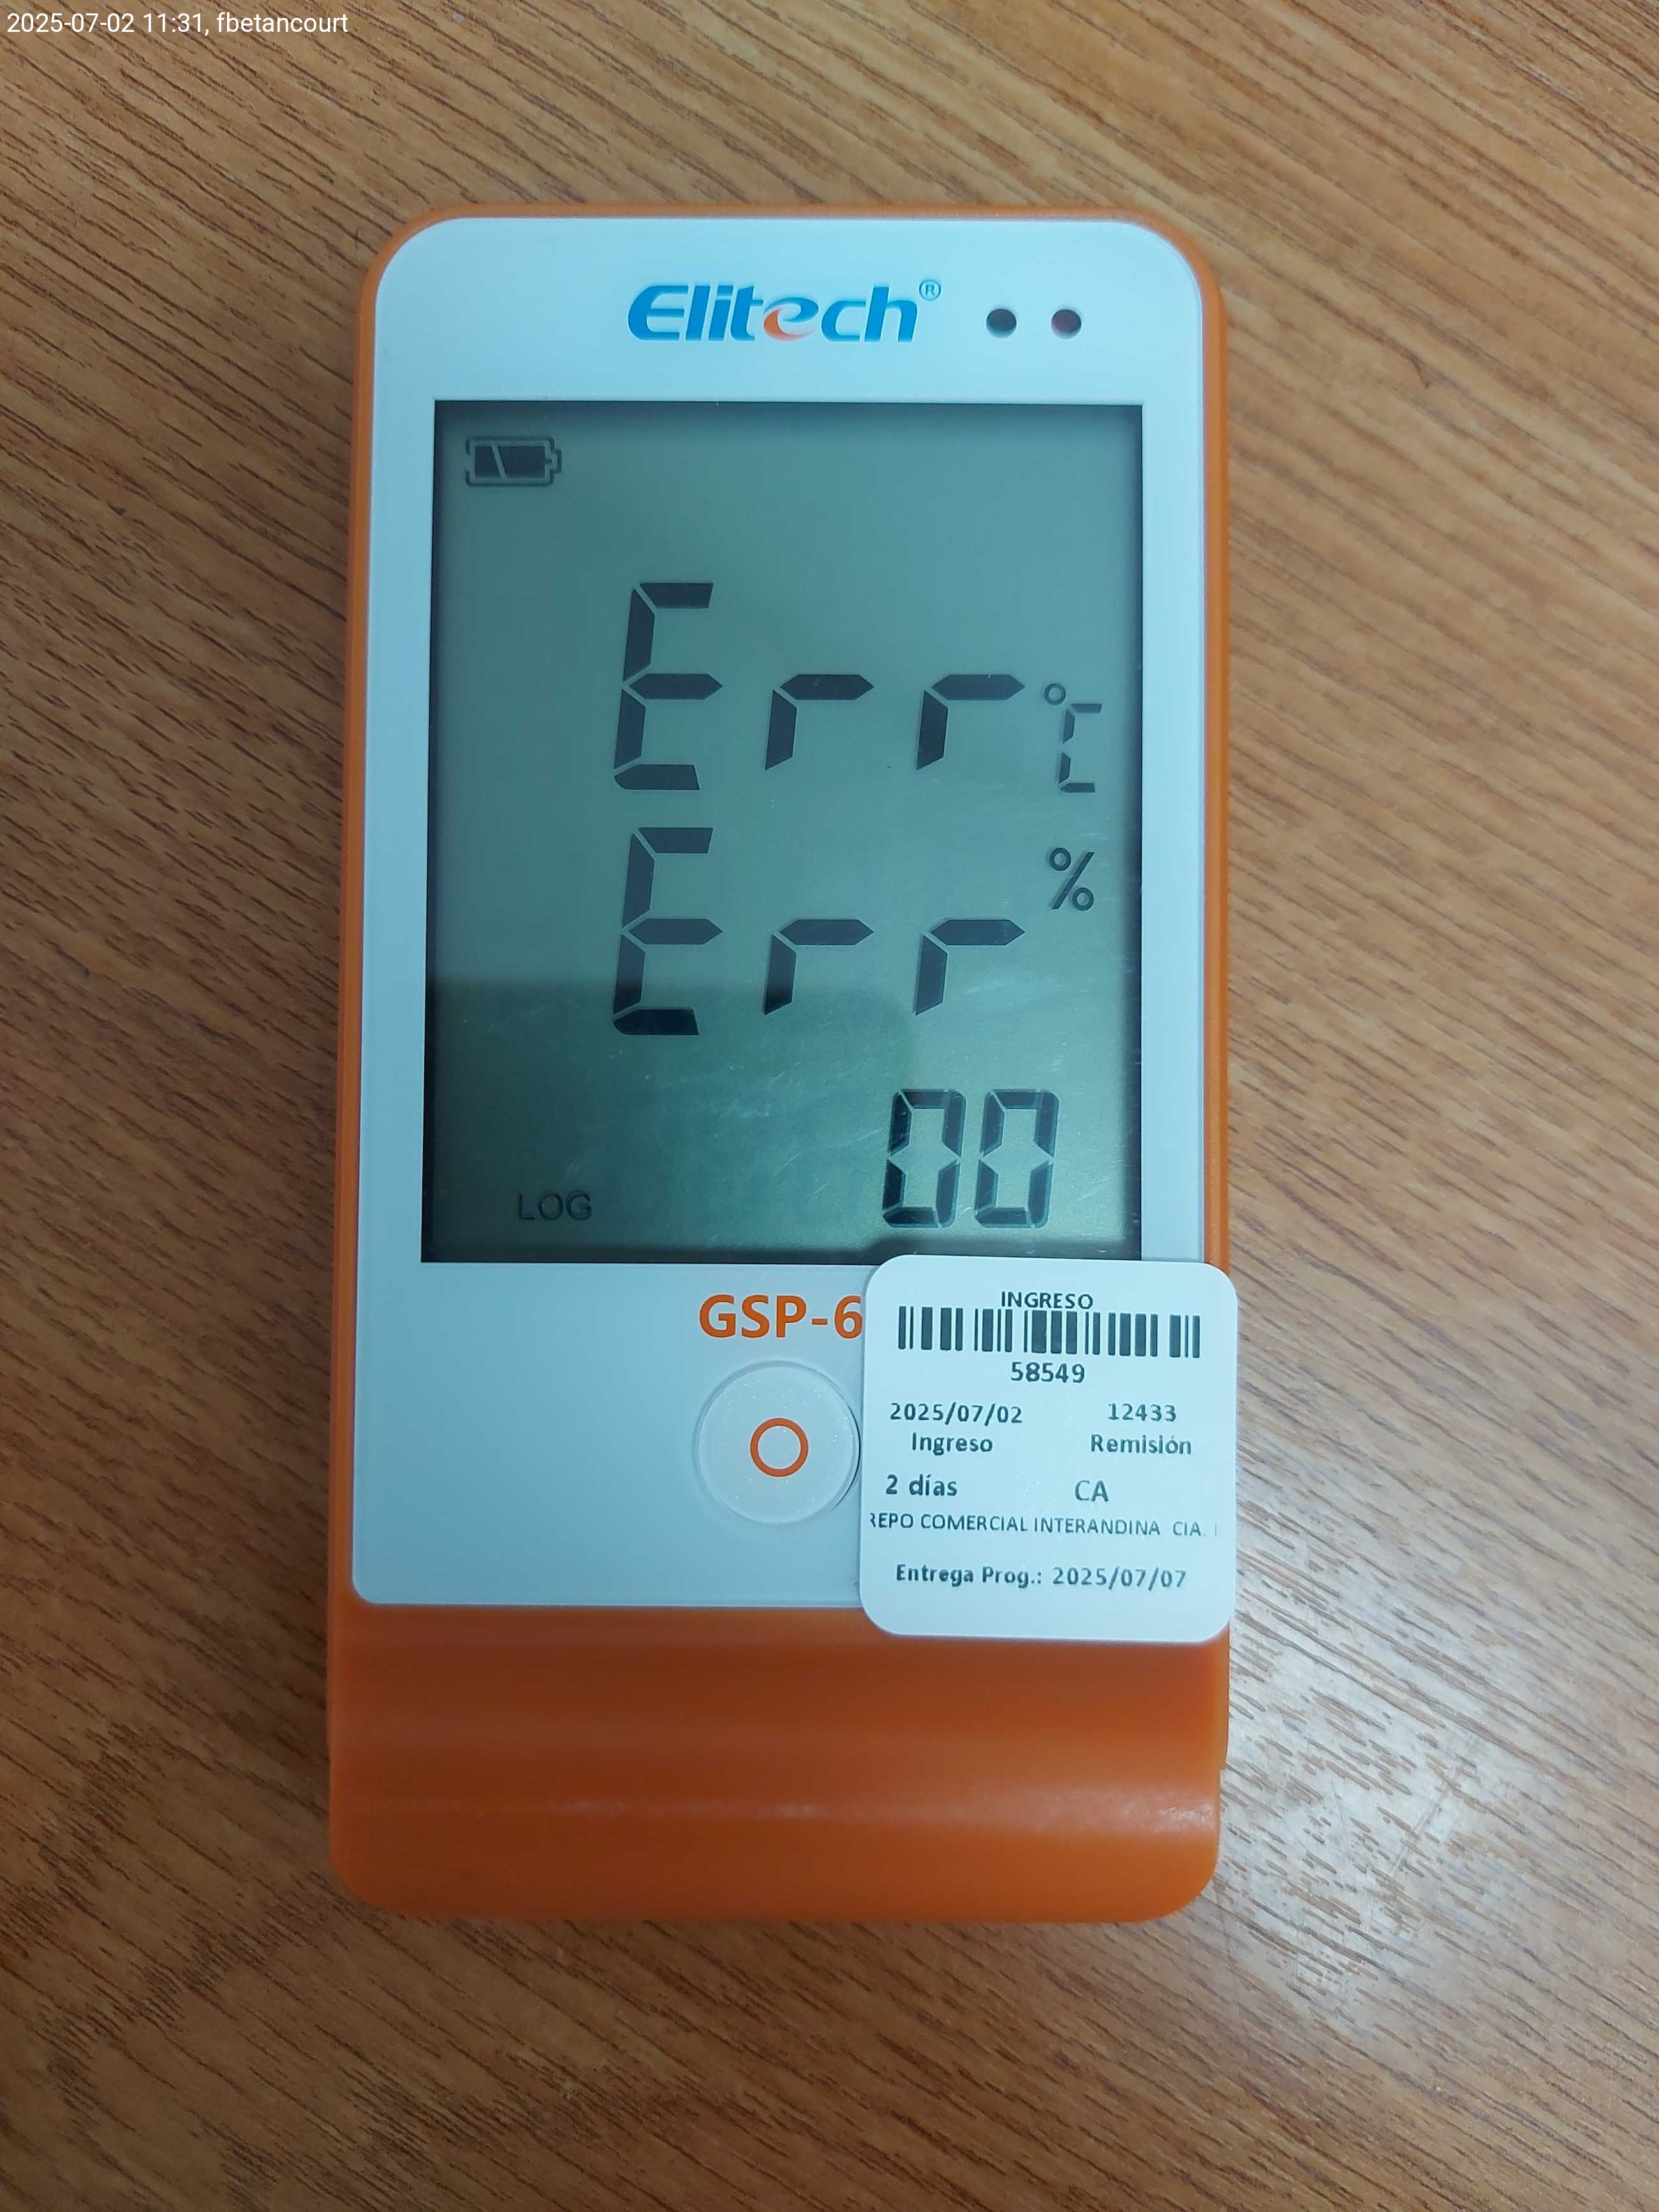 2025-07-02 11:31, fbetancourt
Elitech®
Err °C
Err %
00
LOG
GSP-6
INGRESO
58549
2025/07/02 12433
Ingreso Remisión
2 días CA
REPO COMERCIAL INTERANDINA CIA.
Entrega Prog.: 2025/07/07